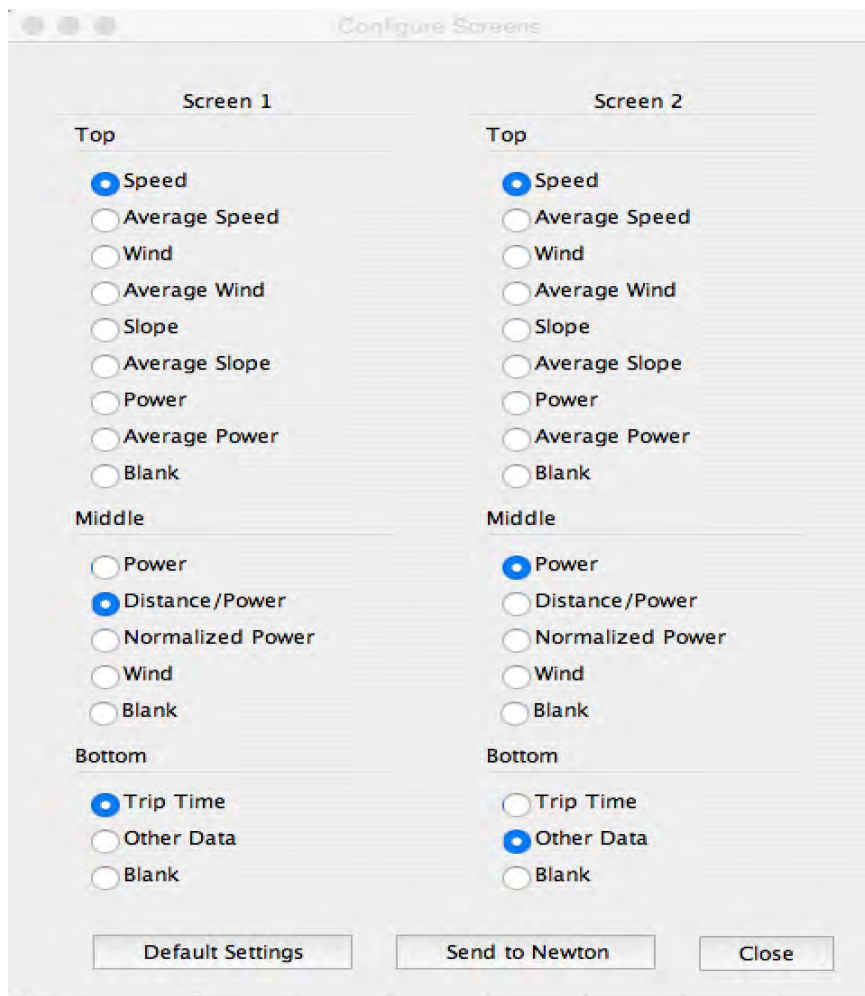 Configure Screens
Screen 1
Top
Speed
Average Speed
Wind
Average Wind
Slope
Average Slope
Power
Average Power
Blank
Middle
Power
Distance/Power
Normalized Power
Wind
Blank
Bottom
Trip Time
Other Data
Blank
Screen 2
Top
Speed
Average Speed
Wind
Average Wind
Slope
Average Slope
Power
Average Power
Blank
Middle
Power
Distance/Power
Normalized Power
Wind
Blank
Bottom
Trip Time
Other Data
Blank
Default Settings
Send to Newton
Close